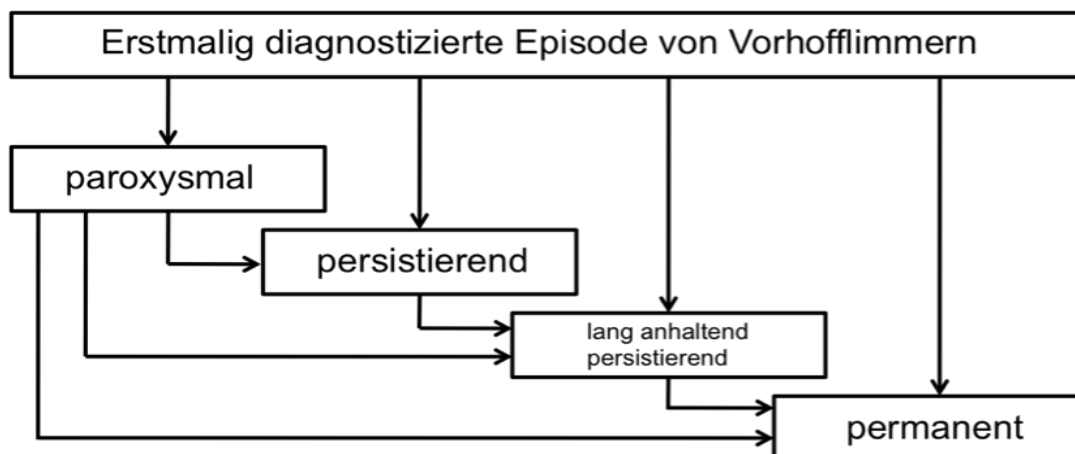 Erstmalig diagnostizierte Episode von Vorhofflimmern
paroxysmal
persistierend
lang anhaltend
persistierend
permanent